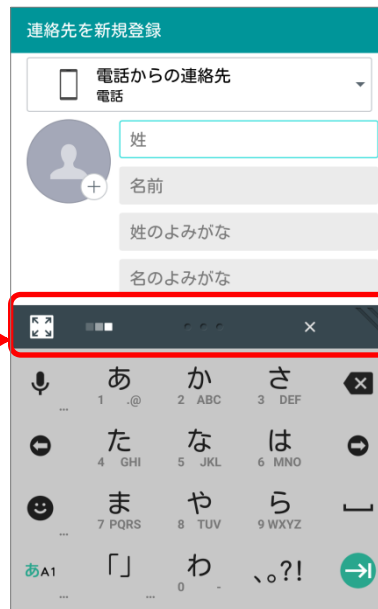 連絡先を新規登録
電話からの連絡先
電話
姓
名前
姓のよみがな
名のよみがな
あ か さ
1 .@ 2 ABC 3 DEF
た な は
4 GHI 5 JKL 6 MNO
ま や ら
7 PQRS 8 TUV 9 WXYZ
あA1 「」 わ 、。?!
0 -